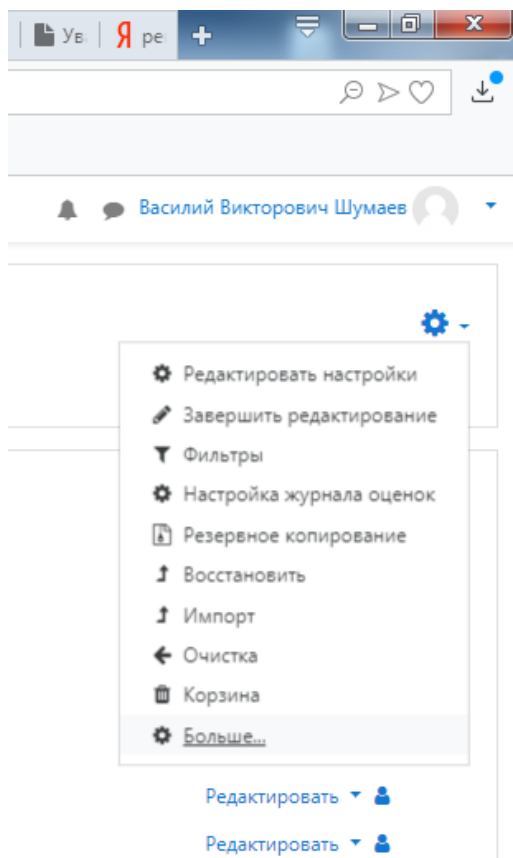 Ув
Я ре
Василий Викторович Шумаев
Редактировать настройки
Завершить редактирование
Фильтры
Настройка журнала оценок
Резервное копирование
Восстановить
Импорт
Очистка
Корзина
Больше...
Редактировать
Редактировать